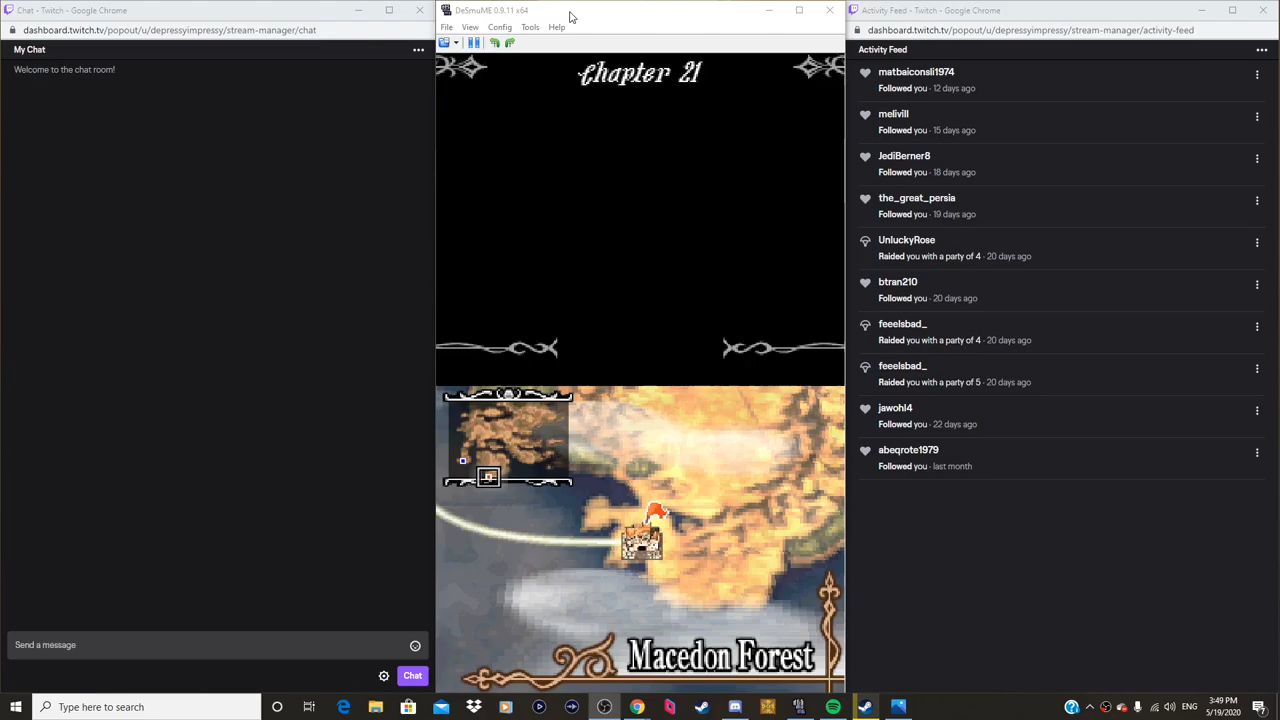 Chat - Twitch - Google Chrome
dashboard.twitch.tv/popout/u/depressyimpressy/stream-manager/chat
My Chat
Welcome to the chat room!
Send a message
Chat
DeSmuME 0.9.11 x64
File View Config Tools Help
Chapter 21
Macedon Forest
Activity Feed - Twitch - Google Chrome
dashboard.twitch.tv/popout/u/depressyimpressy/stream-manager/activity-feed
Activity Feed
matbaiconsli1974
Followed you · 12 days ago
melivill
Followed you · 15 days ago
JediBerner8
Followed you · 18 days ago
the_great_persia
Followed you · 19 days ago
UnluckyRose
Raided you with a party of 4 · 20 days ago
btran210
Followed you · 20 days ago
feeelsbad_
Raided you with a party of 4 · 20 days ago
feeelsbad_
Raided you with a party of 5 · 20 days ago
jawohl4
Followed you · 22 days ago
abeqrote1979
Followed you · last month
Type here to search
3:49 PM
5/19/2020